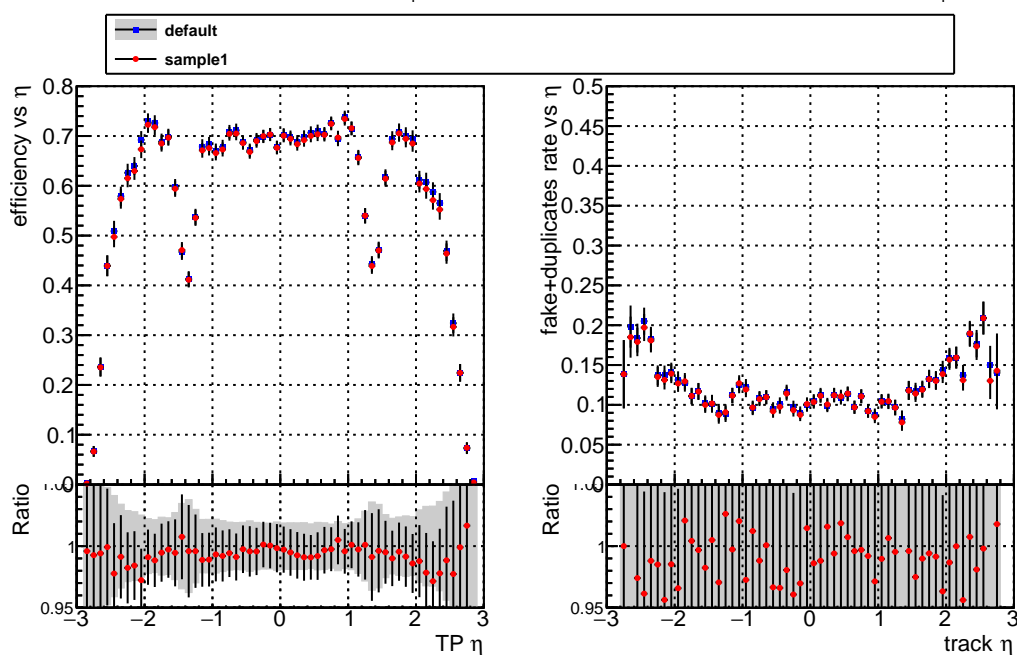 default
sample1
efficiency vs η
0.8
0.7
0.6
0.5
0.4
0.3
0.2
0.1
0
Ratio
1
0.95
−3 −2 −1 0 1 2 3
TP η
fake+duplicates rate vs η
0.5
0.45
0.4
0.35
0.3
0.25
0.2
0.15
0.1
0.05
0
Ratio
1
0.95
−3 −2 −1 0 1 2 3
track η